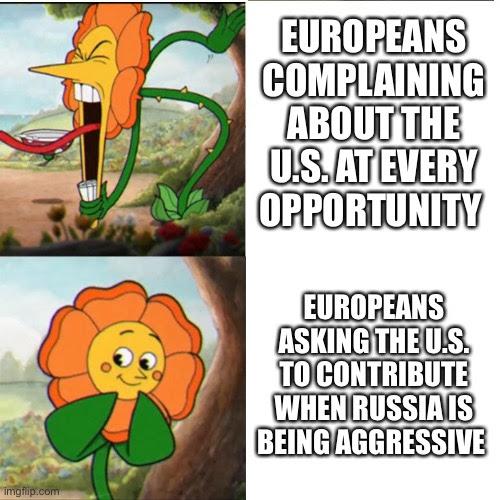 EUROPEANS
COMPLAINING
ABOUT THE
U.S. AT EVERY
OPPORTUNITY
EUROPEANS
ASKING THE U.S.
TO CONTRIBUTE
WHEN RUSSIA IS
BEING AGGRESSIVE
imgflip.com